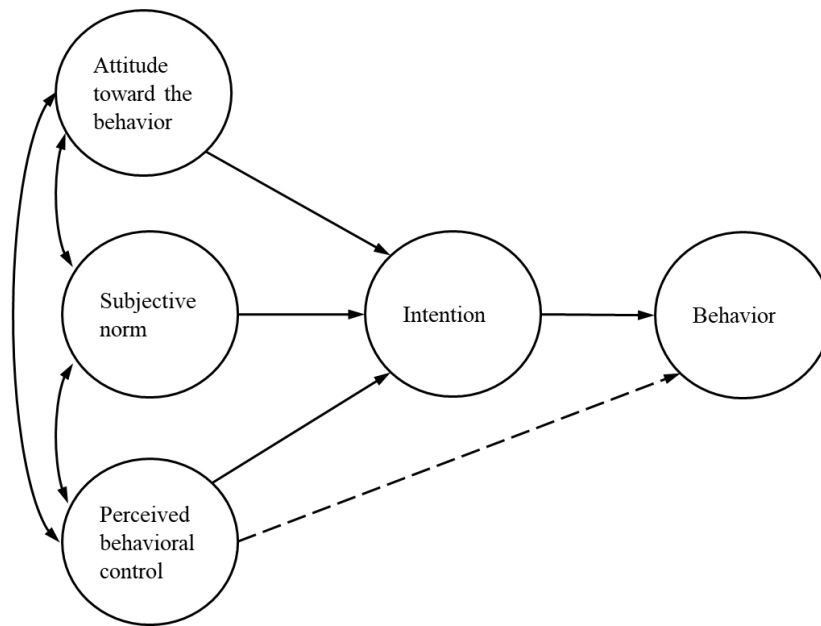 Attitude
toward the
behavior
Subjective
norm
Intention
Behavior
Perceived
behavioral
control